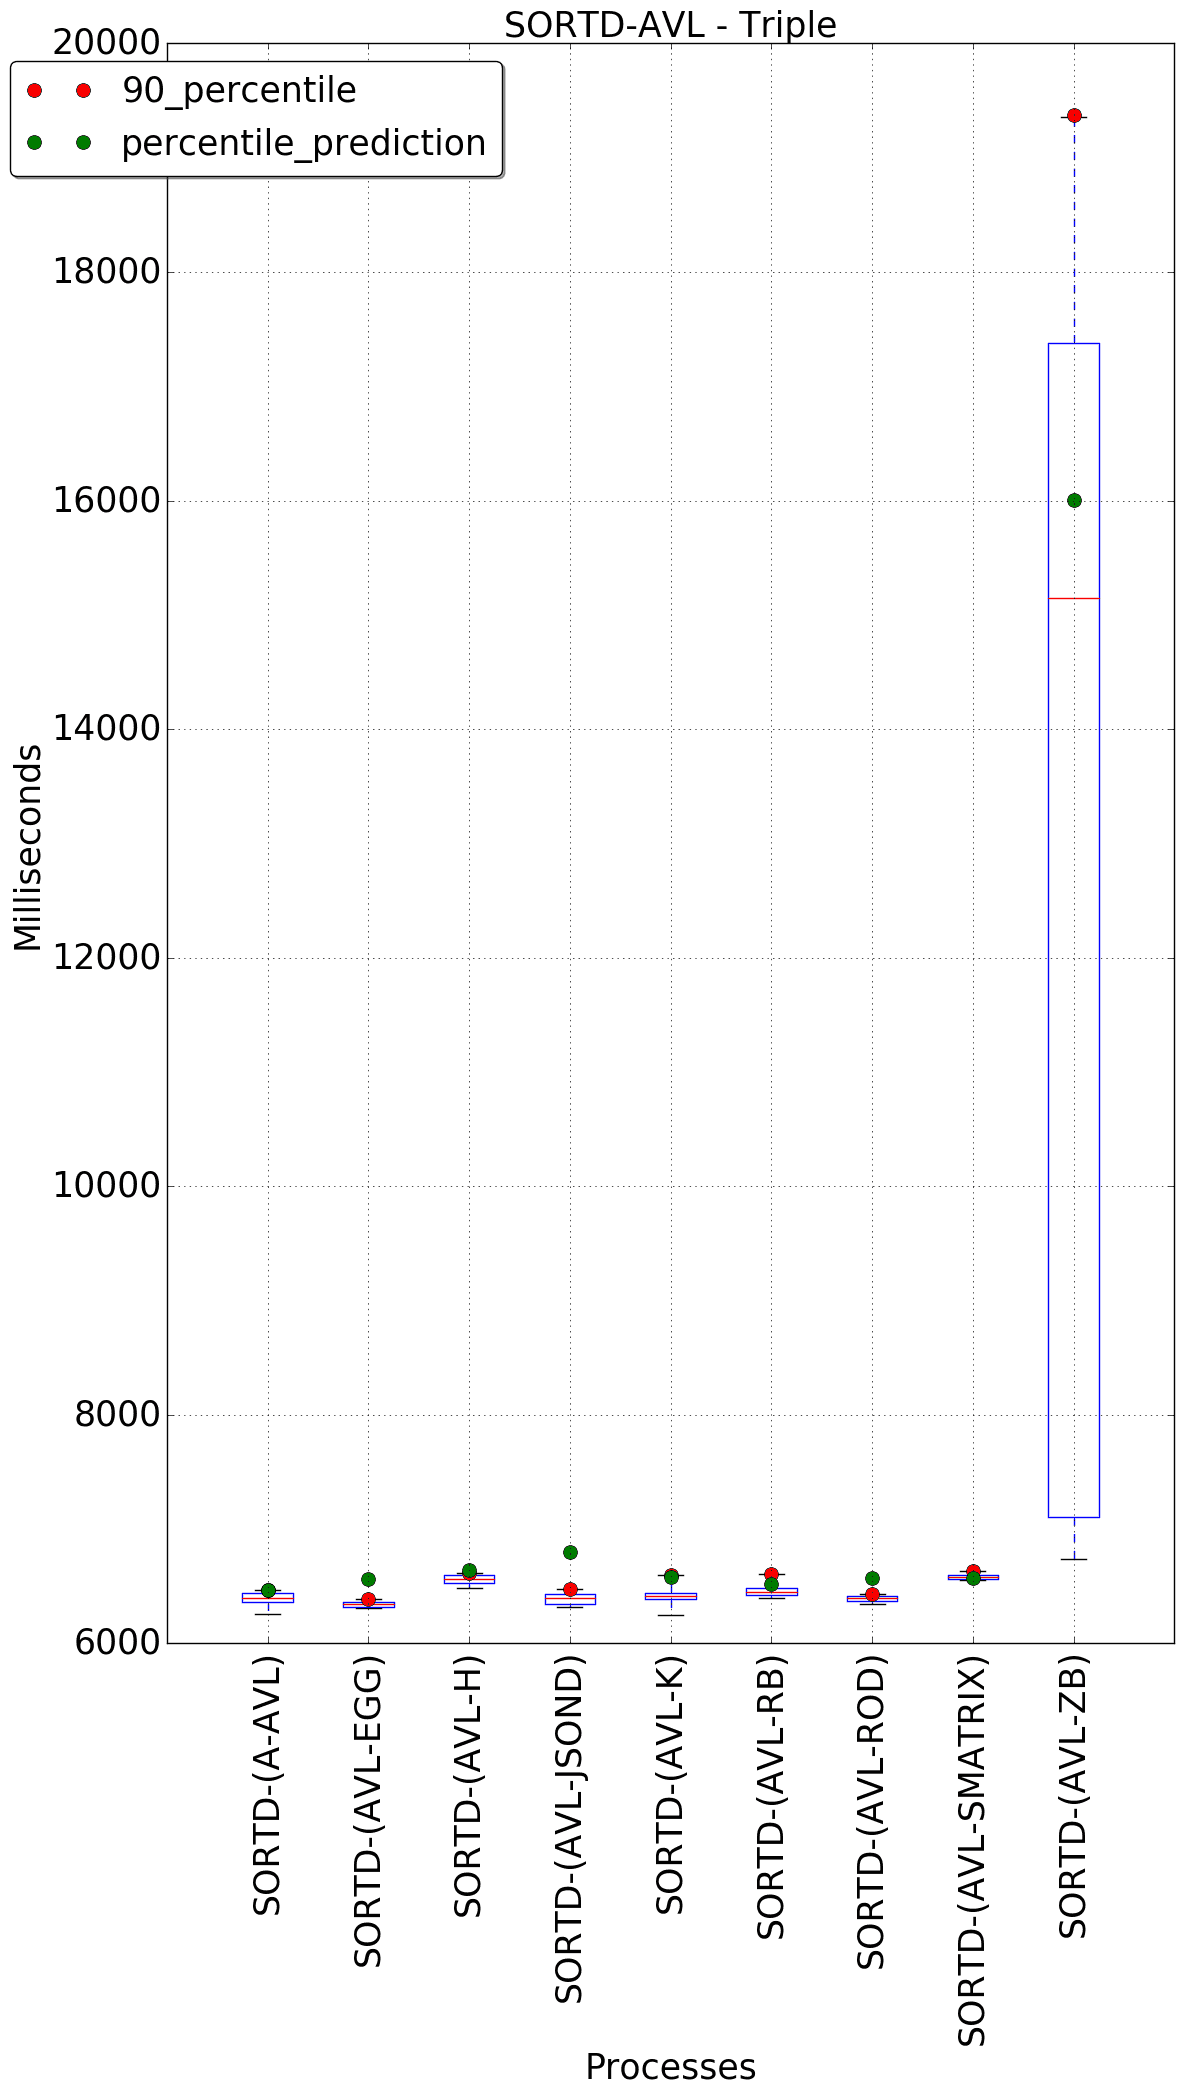 SORTD-AVL - Triple
90_percentile
percentile_prediction
20000
18000
16000
14000
12000
10000
8000
6000
Milliseconds
SORTD-(A-AVL)
SORTD-(AVL-EGG)
SORTD-(AVL-H)
SORTD-(AVL-JSOND)
SORTD-(AVL-K)
SORTD-(AVL-RB)
SORTD-(AVL-ROD)
SORTD-(AVL-SMATRIX)
SORTD-(AVL-ZB)
Processes